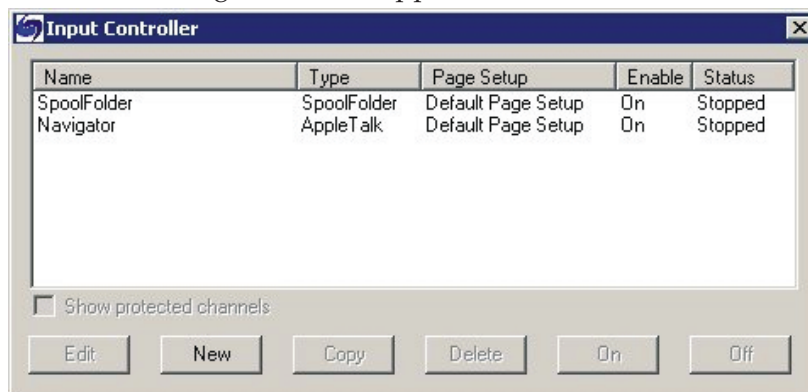 Input Controller
Name Type Page Setup Enable Status
SpoolFolder SpoolFolder Default Page Setup On Stopped
Navigator AppleTalk Default Page Setup On Stopped
Show protected channels
Edit New Copy Delete On Off